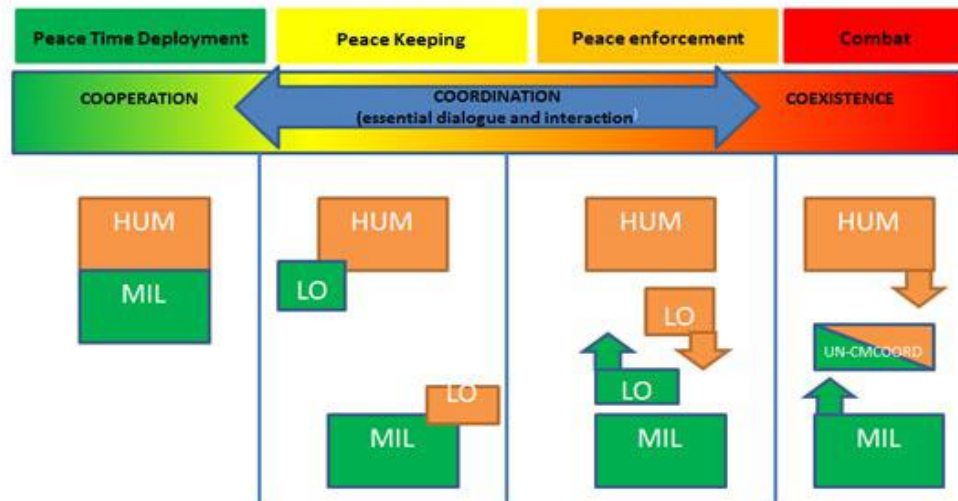 Peace Time Deployment
Peace Keeping
Peace enforcement
Combat
COOPERATION
COORDINATION
(essential dialogue and interaction)
COEXISTENCE
HUM
MIL
HUM
LO
LO
MIL
HUM
LO
LO
MIL
HUM
UN-CMCOORD
MIL